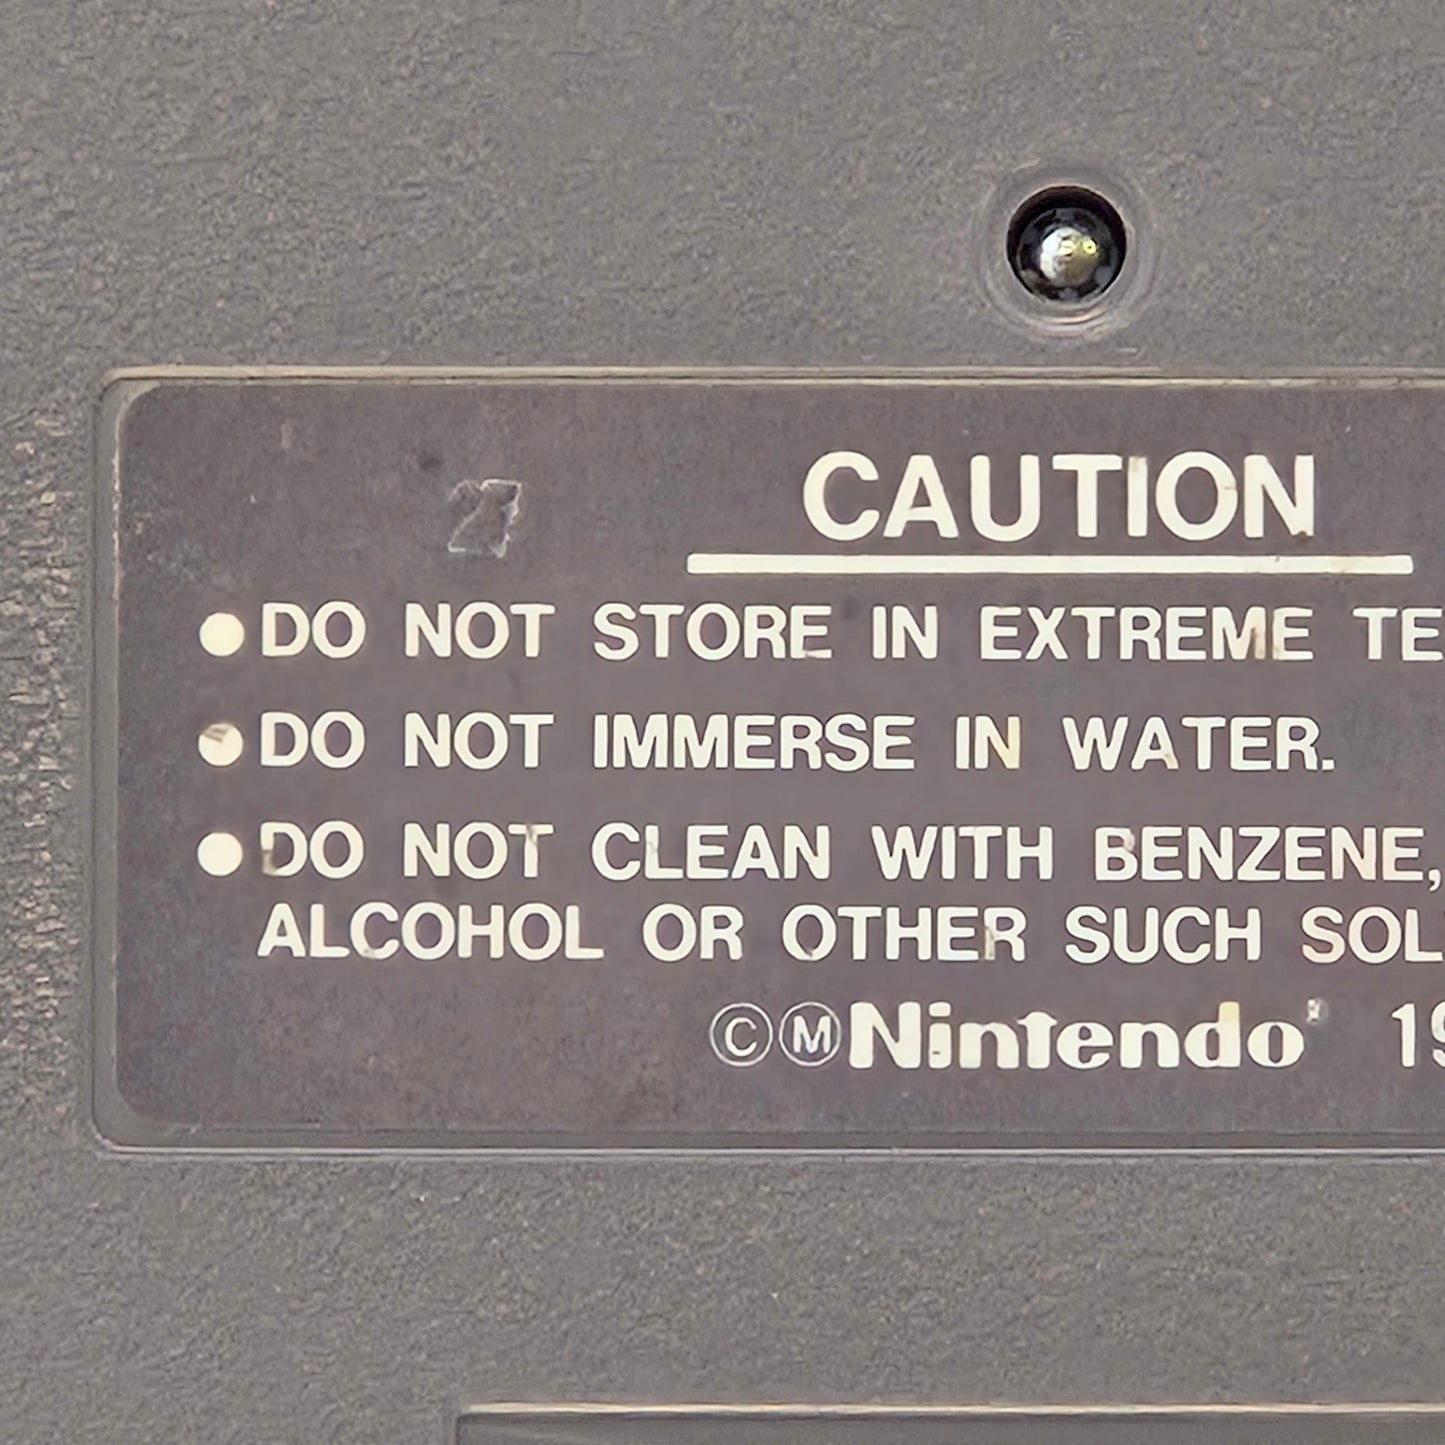 CAUTION
●DO NOT STORE IN EXTREME TE
●DO NOT IMMERSE IN WATER.
●DO NOT CLEAN WITH BENZENE,
ALCOHOL OR OTHER SUCH SOL
ⒸⓂNintendo® 19